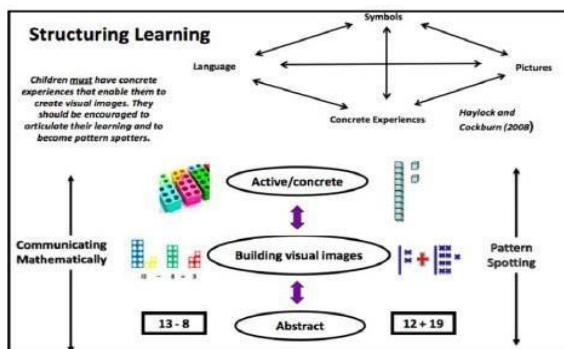 Structuring Learning
Symbols
Language
Pictures
Concrete Experiences
Children must have concrete
experiences that enable them to
create visual images. They
should be encouraged to
articulate their learning and to
become pattern spotters.
Haylock and
Cockburn (2008)
Active/concrete
Communicating
Mathematically
Building visual images
Pattern
Spotting
13 - 8
Abstract
12 + 19